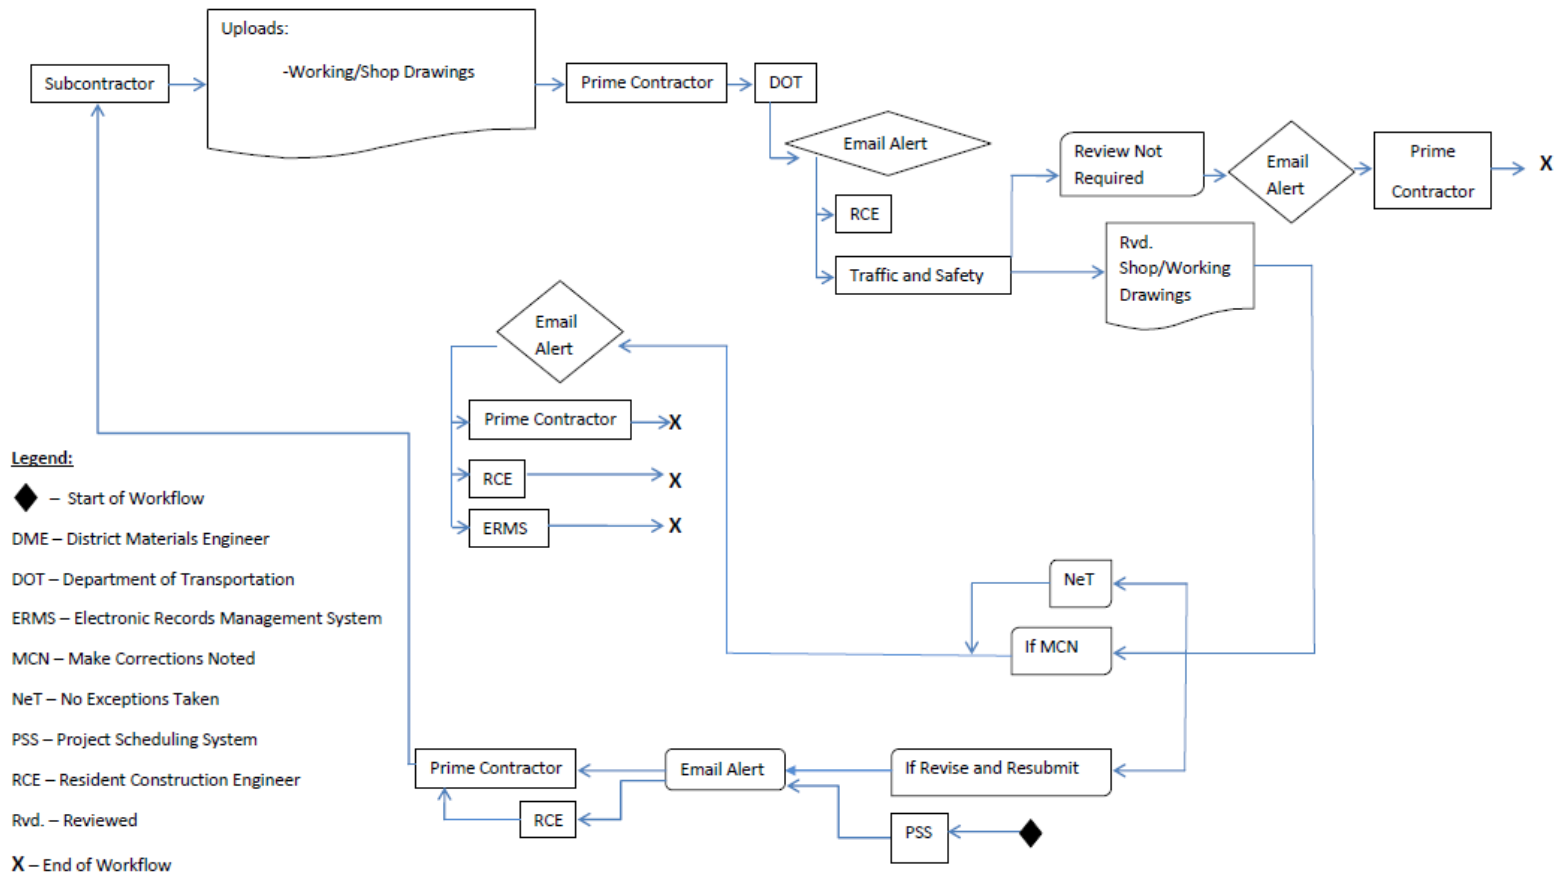 Uploads:
-Working/Shop Drawings
Subcontractor
Prime Contractor
DOT
Email Alert
Review Not
Required
Email
Alert
Prime
Contractor
X
RCE
Traffic and Safety
Rvd.
Shop/Working
Drawings
Email
Alert
Prime Contractor
X
RCE
X
ERMS
X
NeT
If MCN
Prime Contractor
Email Alert
If Revise and Resubmit
RCE
PSS
Legend:
– Start of Workflow
DME – District Materials Engineer
DOT – Department of Transportation
ERMS – Electronic Records Management System
MCN – Make Corrections Noted
NeT – No Exceptions Taken
PSS – Project Scheduling System
RCE – Resident Construction Engineer
Rvd. – Reviewed
X – End of Workflow